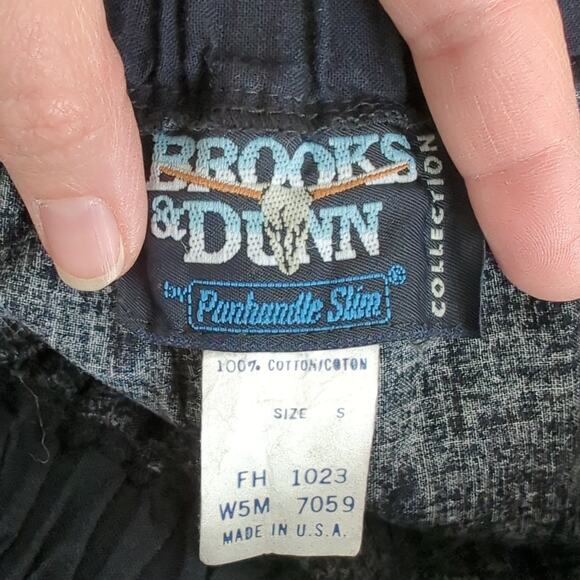 BROOKS
& DUNN
COLLECTION
by Panhandle Slim ®
100% COTTON/COTON
SIZE S
FH 1023
W5M 7059
MADE IN U.S.A.